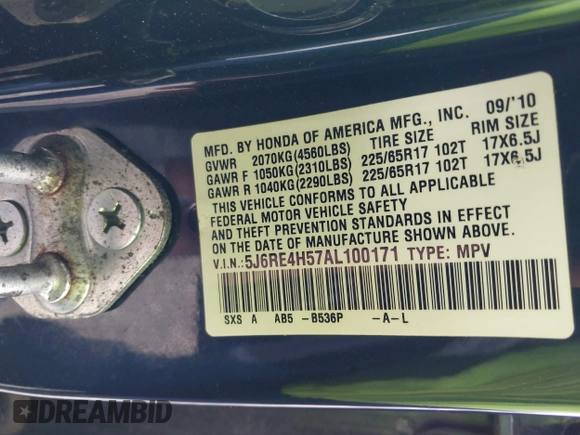 MFD. BY HONDA OF AMERICA MFG., INC. 09/'10
GVWR 2070KG(4560LBS) TIRE SIZE RIM SIZE
GAWR F 1050KG(2310LBS) 225/65R17 102T 17X6.5J
GAWR R 1040KG(2290LBS) 225/65R17 102T 17X6.5J
THIS VEHICLE CONFORMS TO ALL APPLICABLE
FEDERAL MOTOR VEHICLE SAFETY
AND THEFT PREVENTION STANDARDS IN EFFECT
ON THE DATE OF MANUFACTURE SHOWN ABOVE.
V.I.N.:5J6RE4H57AL100171 TYPE: MPV
SXS A AB5 -B536P -A-L
DREAMBID